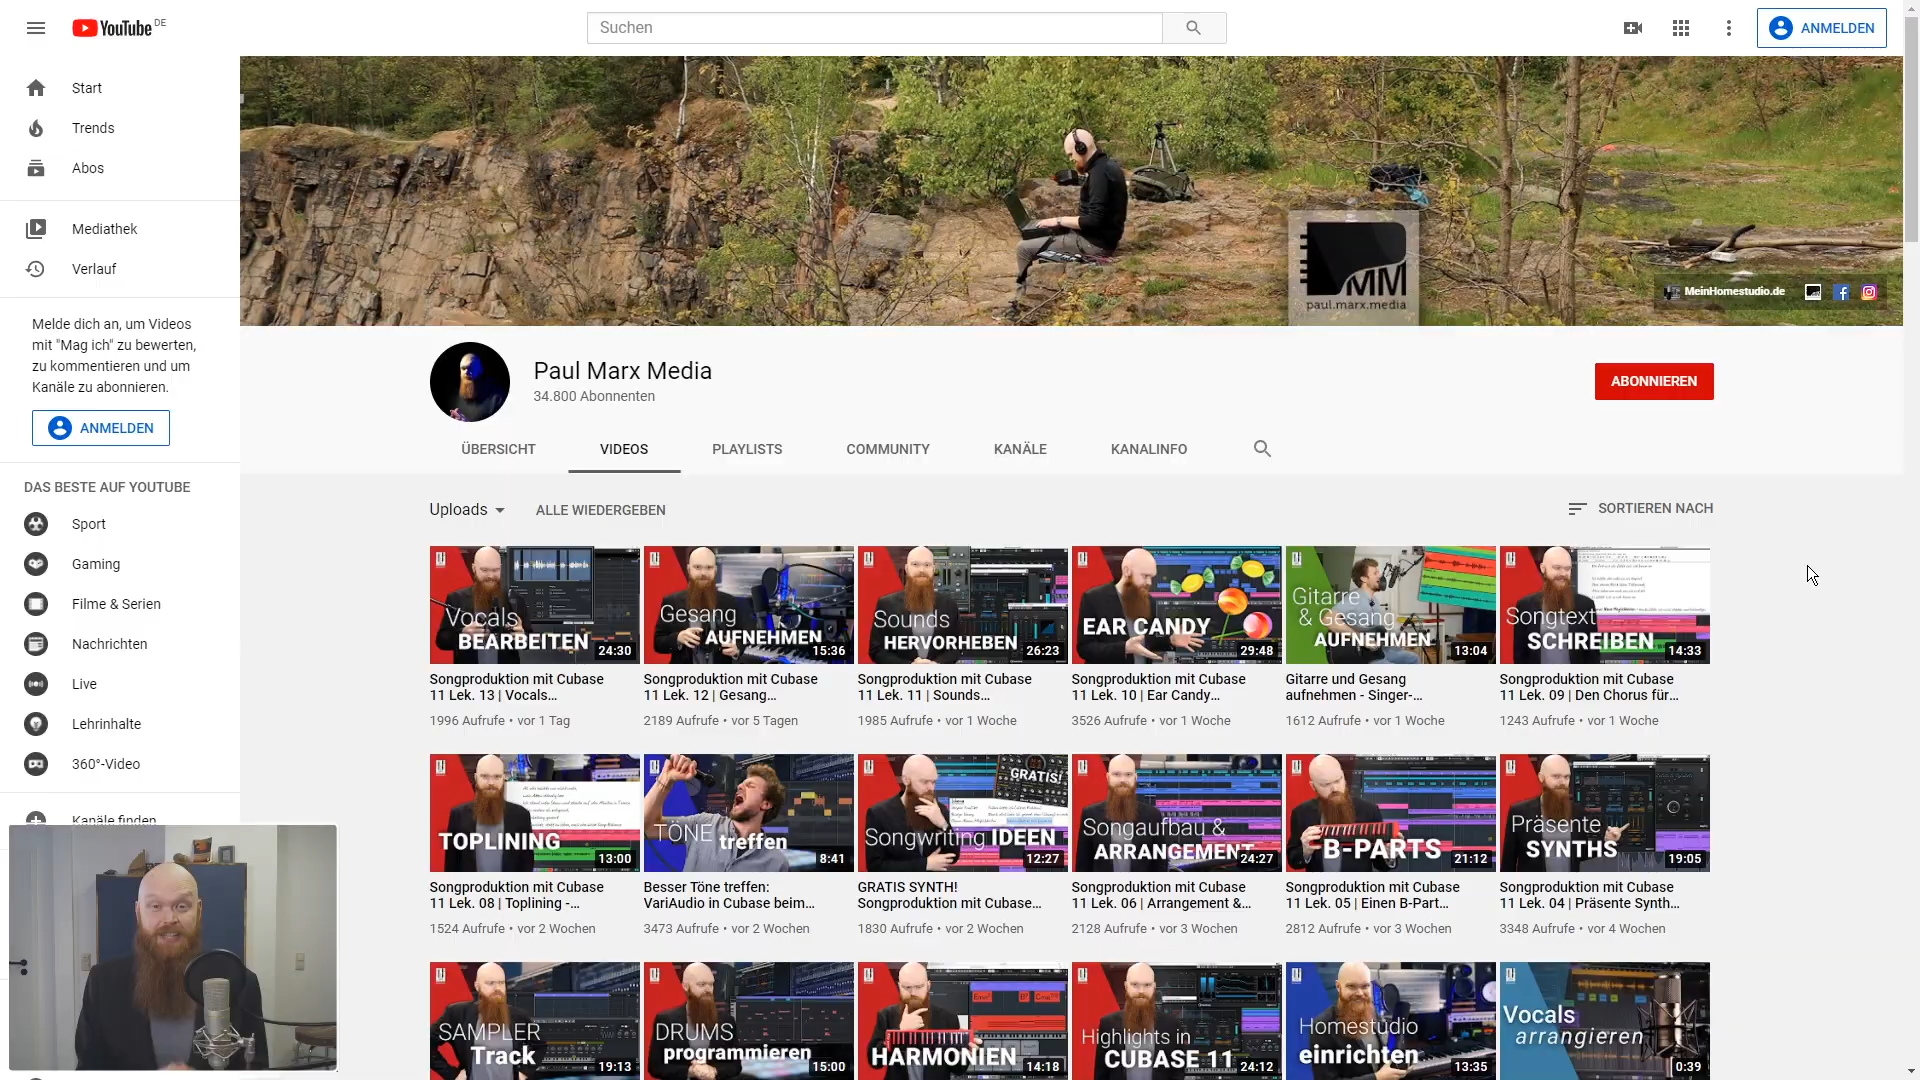 YouTube DE
Suchen
ANMELDEN
Start
Trends
Abos
Mediathek
Verlauf
Melde dich an, um Videos
mit "Mag ich" zu bewerten,
zu kommentieren und um
Kanäle zu abonnieren.
ANMELDEN
DAS BESTE AUF YOUTUBE
Sport
Gaming
Filme & Serien
Nachrichten
Live
Lehrinhalte
360°-Video
Kanäle finden
MM
paul.marx.media
MeinHomestudio.de
Paul Marx Media
34.800 Abonnenten
ABONNIEREN
ÜBERSICHT
VIDEOS
PLAYLISTS
COMMUNITY
KANÄLE
KANALINFO
Uploads
ALLE WIEDERGEBEN
SORTIEREN NACH
Vocals
BEARBEITEN
24:30
Songproduktion mit Cubase
11 Lek. 13 | Vocals...
1996 Aufrufe • vor 1 Tag
Gesang
AUFNEHMEN
15:36
Songproduktion mit Cubase
11 Lek. 12 | Gesang...
2189 Aufrufe • vor 5 Tagen
Sounds
HERVORHEBEN
26:23
Songproduktion mit Cubase
11 Lek. 11 | Sounds...
1985 Aufrufe • vor 1 Woche
EAR CANDY
29:48
Songproduktion mit Cubase
11 Lek. 10 | Ear Candy...
3526 Aufrufe • vor 1 Woche
Gitarre
& Gesang
AUFNEHMEN
13:04
Gitarre und Gesang
aufnehmen - Singer-...
1612 Aufrufe • vor 1 Woche
Songtext
SCHREIBEN
14:33
Songproduktion mit Cubase
11 Lek. 09 | Den Chorus für...
1243 Aufrufe • vor 1 Woche
TOPLINING
13:00
Songproduktion mit Cubase
11 Lek. 08 | Toplining -...
1524 Aufrufe • vor 2 Wochen
TÖNE treffen
8:41
Besser Töne treffen:
VariAudio in Cubase beim...
3473 Aufrufe • vor 2 Wochen
GRATIS!
Songwriting IDEEN
12:27
GRATIS SYNTH!
Songproduktion mit Cubase...
1830 Aufrufe • vor 2 Wochen
Songaufbau &
ARRANGEMENT
24:27
Songproduktion mit Cubase
11 Lek. 06 | Arrangement &...
2128 Aufrufe • vor 3 Wochen
B-PARTS
21:12
Songproduktion mit Cubase
11 Lek. 05 | Einen B-Part...
2812 Aufrufe • vor 3 Wochen
Präsente
SYNTHS
19:05
Songproduktion mit Cubase
11 Lek. 04 | Präsente Synth...
3348 Aufrufe • vor 4 Wochen
SAMPLER
Track
19:13
DRUMS
programmieren
15:00
HARMONIEN
14:18
Highlights in
CUBASE 11
24:12
Homestudio
einrichten
13:35
Vocals
arrangieren
0:39